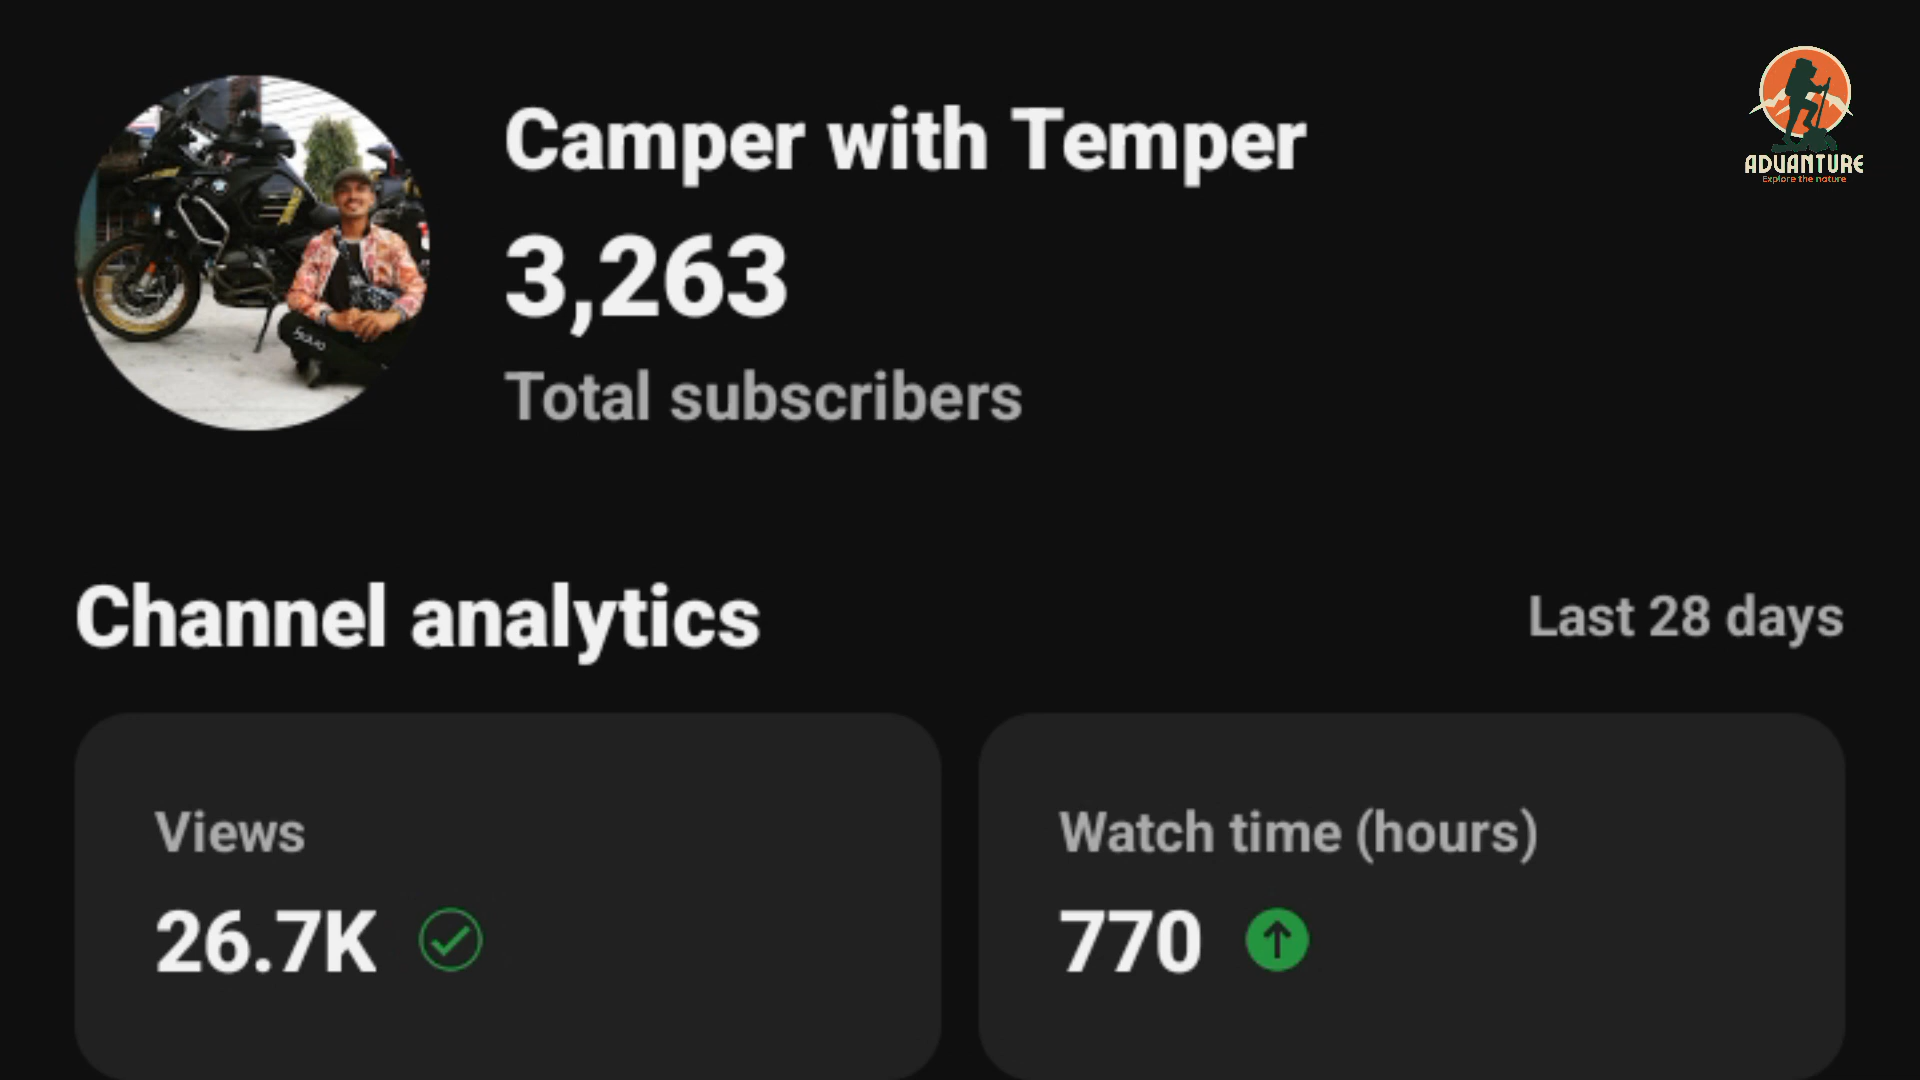 Camper with Temper
3,263
Total subscribers
ADVANTURE
Explore the nature
Channel analytics
Last 28 days
Views
26.7K
Watch time (hours)
770